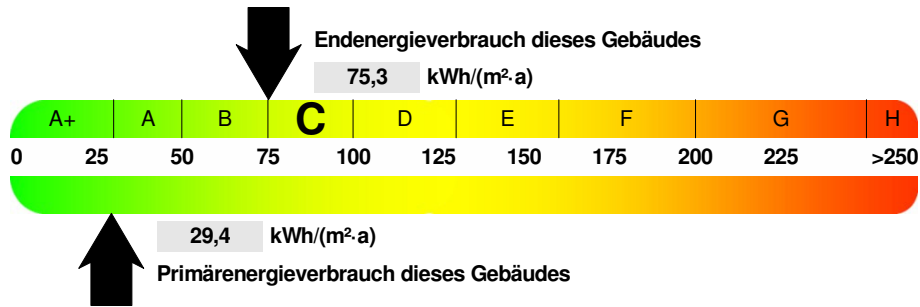 Endenergieverbrauch dieses Gebäudes
75,3 kWh/(m²·a)
A+ A B C D E F G H
0 25 50 75 100 125 150 175 200 225 >250
29,4 kWh/(m²·a)
Primärenergieverbrauch dieses Gebäudes